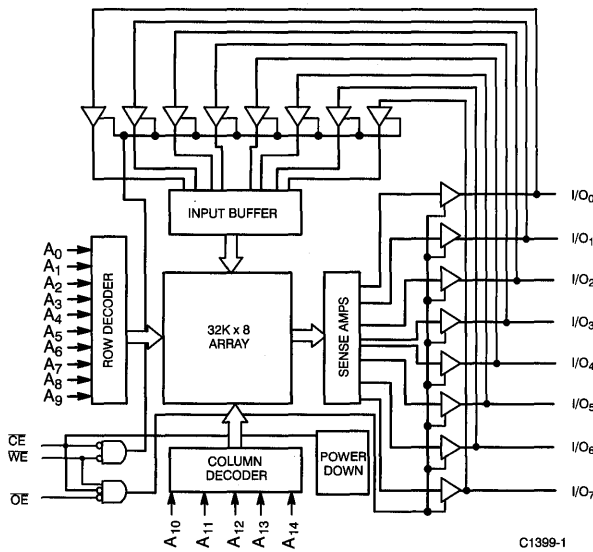 INPUT BUFFER
I/O0
I/O1
I/O2
I/O3
I/O4
I/O5
I/O6
I/O7
A0
A1
A2
A3
A4
A5
A6
A7
A8
A9
ROW DECODER
32K x 8
ARRAY
SENSE AMPS
CE
WE
OE
COLUMN
DECODER
POWER
DOWN
A10
A11
A12
A13
A14
C1399-1